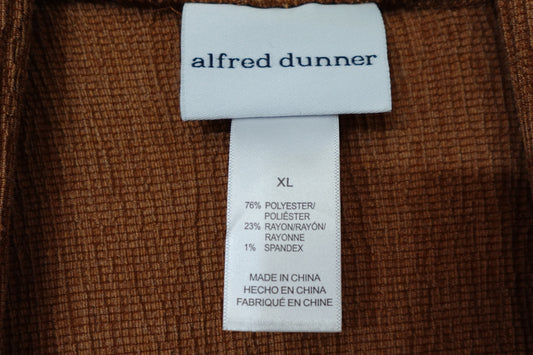 alfred dunner
XL
76% POLYESTER/
POLIÉSTER
23% RAYON/RAYÓN/
RAYONNE
1% SPANDEX
MADE IN CHINA
HECHO EN CHINA
FABRIQUÉ EN CHINE